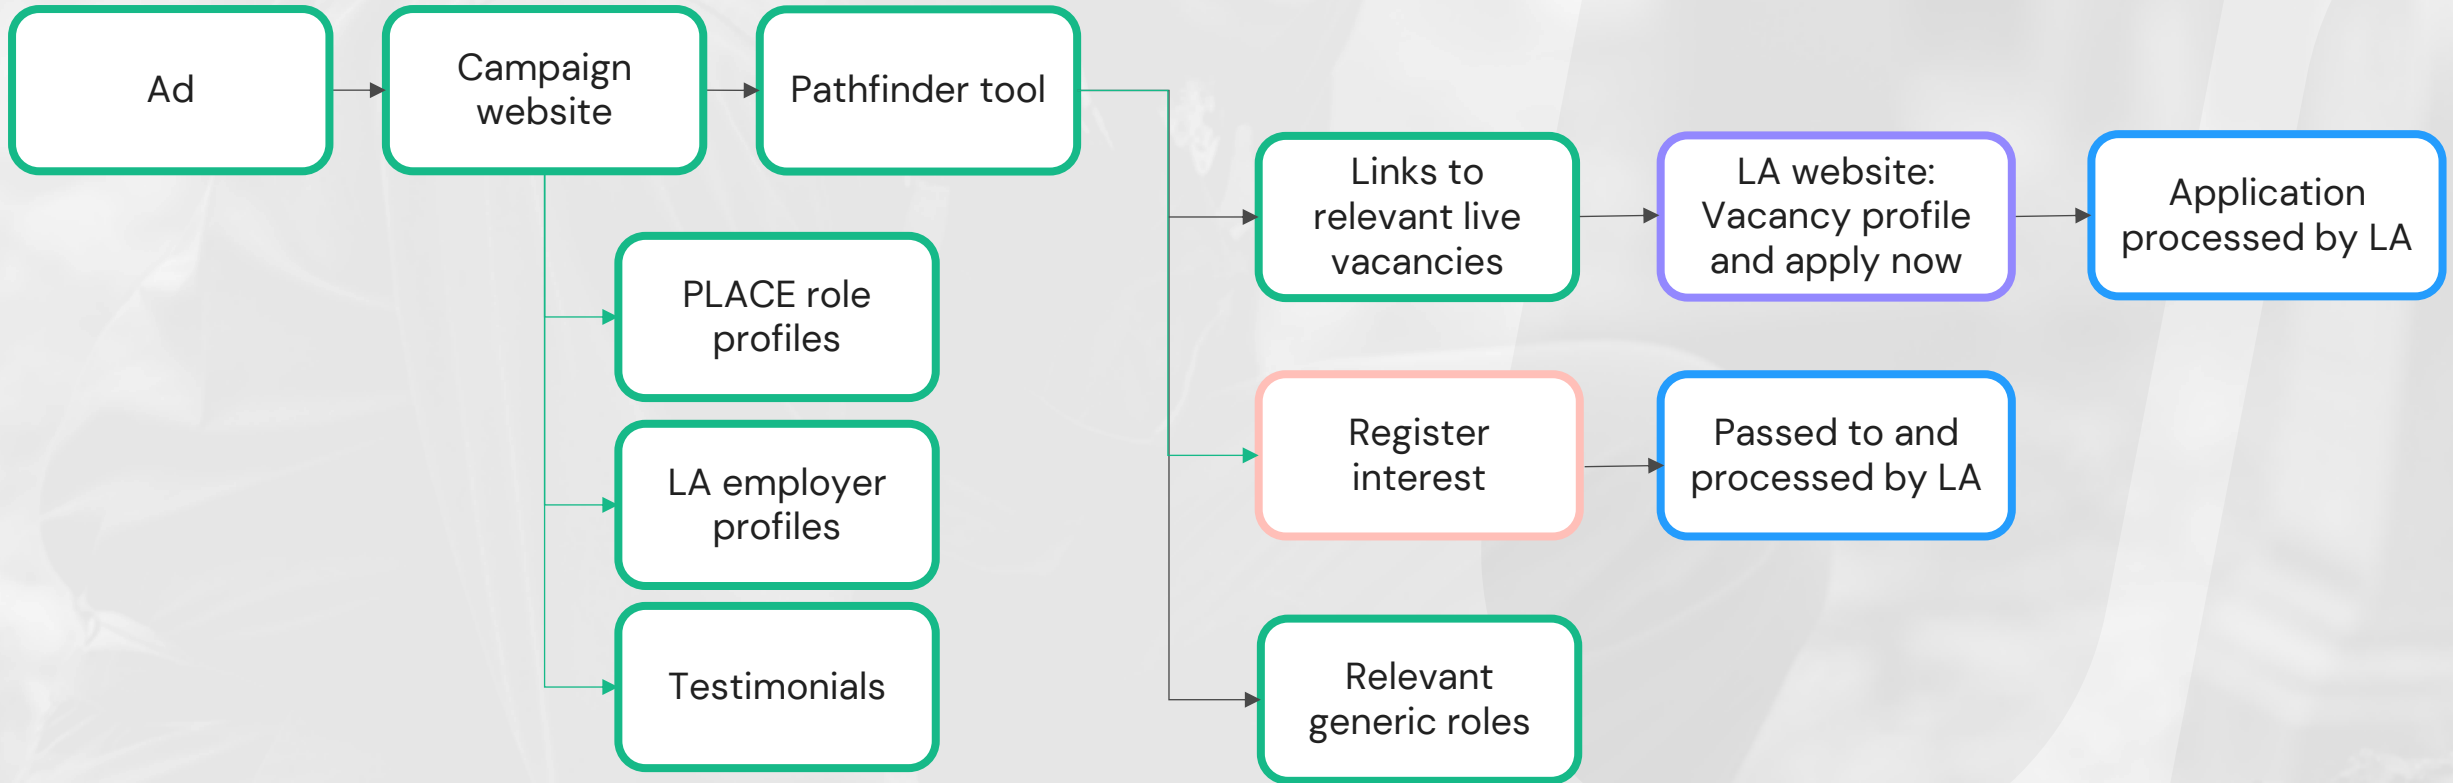 Ad
Campaign
website
Pathfinder tool
Links to
relevant live
vacancies
LA website:
Vacancy profile
and apply now
Application
processed by LA
PLACE role
profiles
LA employer
profiles
Testimonials
Register
interest
Passed to and
processed by LA
Relevant
generic roles